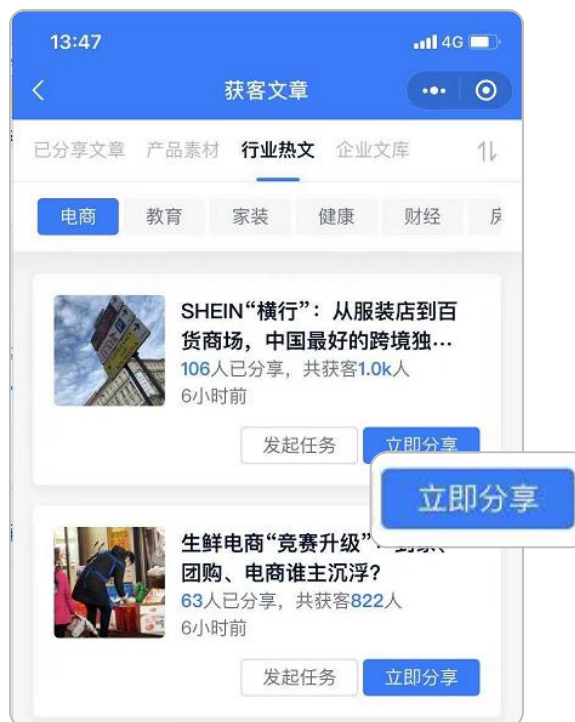 13:47
4G
获客文章
已分享文章 产品素材 行业热文 企业文库
电商 教育 家装 健康 财经
SHEIN“横行”：从服装店到百
货商场，中国最好的跨境独…
106人已分享，共获客1.0k人
6小时前
发起任务 立即分享
立即分享
生鲜电商“竞赛升级”：到家、
团购、电商谁主沉浮?
63人已分享，共获客822人
6小时前
发起任务 立即分享